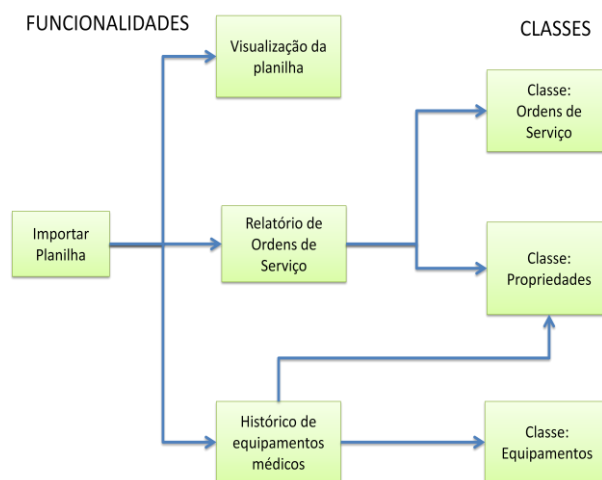 FUNCIONALIDADES
CLASSES
Visualização da
planilha
Classe:
Ordens de
Serviço
Importar
Planilha
Relatório de
Ordens de
Serviço
Classe:
Propriedades
Histórico de
equipamentos
médicos
Classe:
Equipamentos